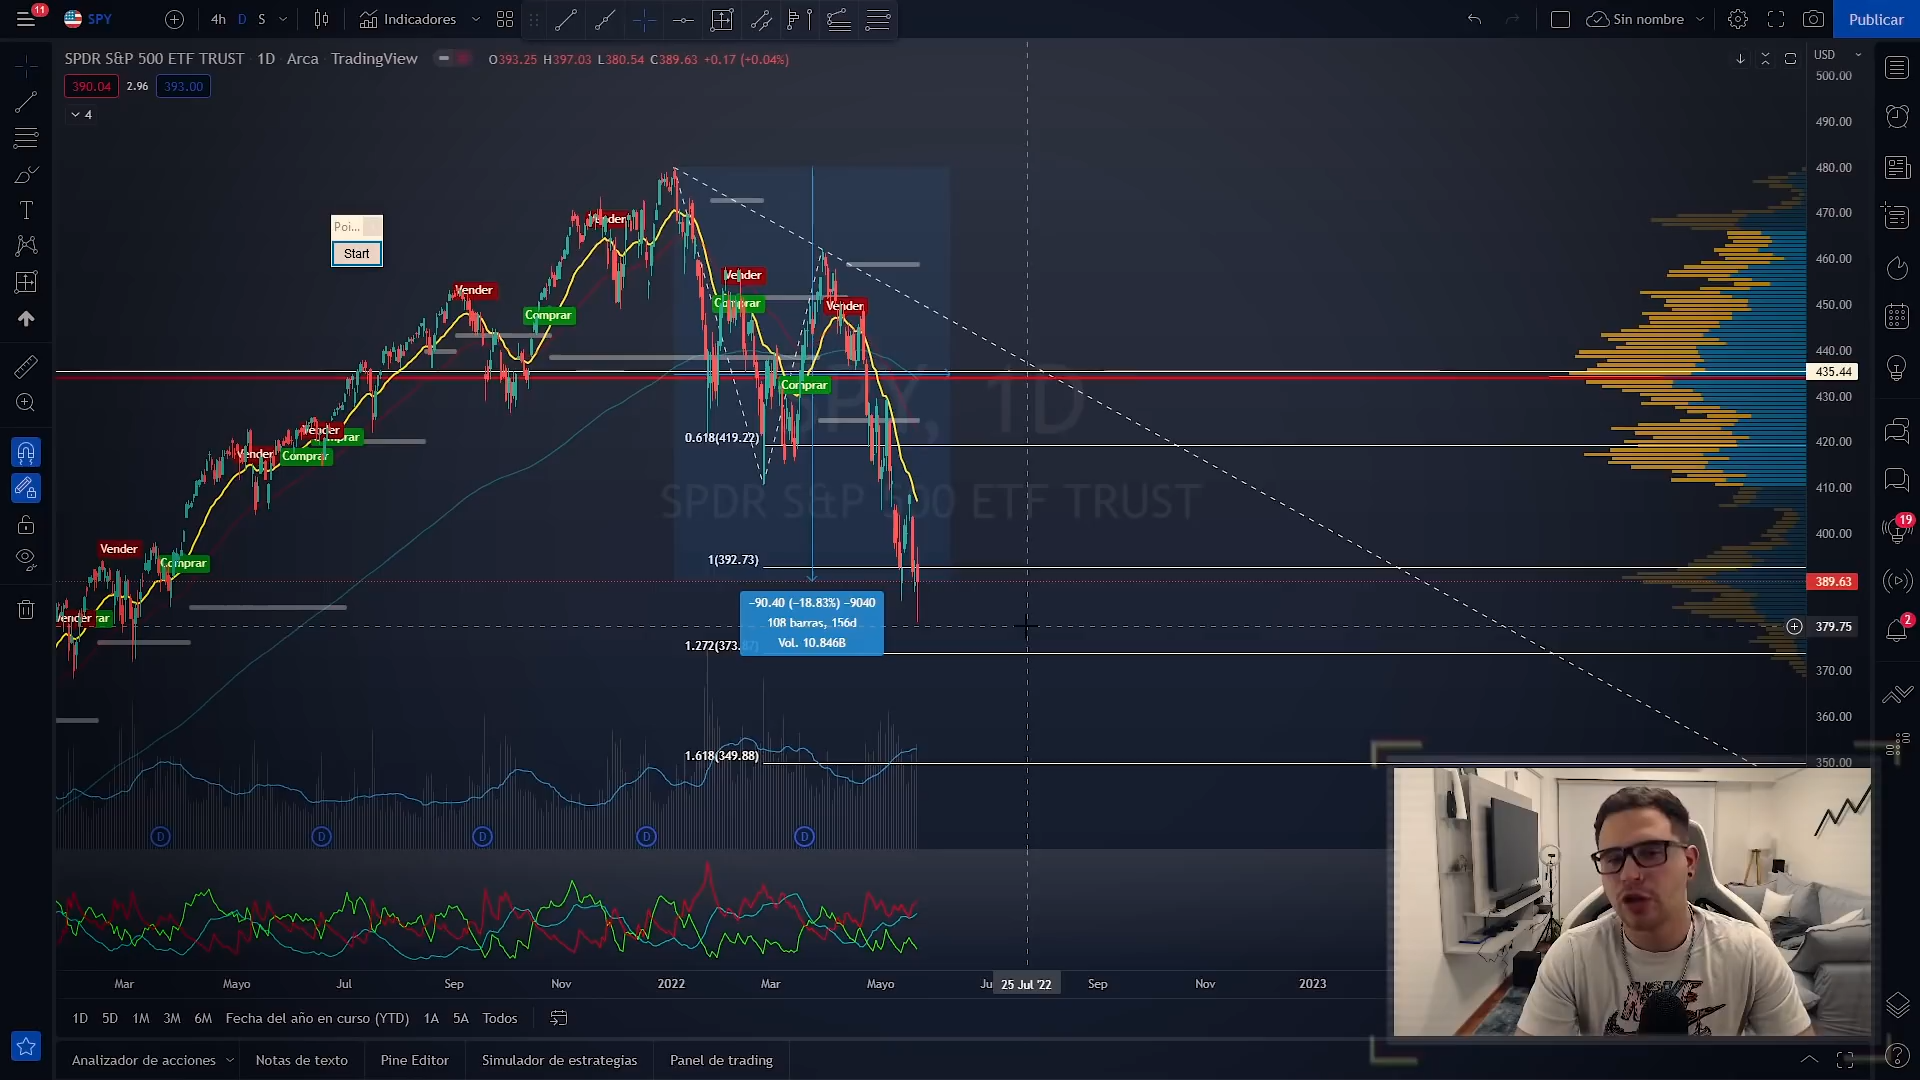 11
SPY
4h
D
S
Indicadores
Sin nombre
Publicar
SPDR S&P 500 ETF TRUST · 1D · Arca · TradingView
O393.25 H397.03 L380.54 C389.63 +0.17 (+0.04%)
USD
390.04
2.96
393.00
4
500.00
490.00
480.00
470.00
460.00
450.00
440.00
435.44
430.00
420.00
410.00
400.00
389.63
379.75
370.00
360.00
350.00
Poi...
Start
Vender
Vender
Comprar
Vender
Comprar
Vender
Comprar
Vender
Vender
Comprar
Vender
Comprar
Vender
Comprar
SPY, 1D
SPDR S&P 500 ETF TRUST
0.618(419.22)
1(392.73)
−90.40 (−18.83%) −9040
108 barras, 156d
Vol. 10.846B
1.618(349.88)
D
D
D
D
D
19
2
Mar
Mayo
Jul
Sep
Nov
2022
Mar
Mayo
25 Jul '22
Sep
Nov
2023
1D
5D
1M
3M
6M
Fecha del año en curso (YTD)
1A
5A
Todos
Analizador de acciones
Notas de texto
Pine Editor
Simulador de estrategias
Panel de trading